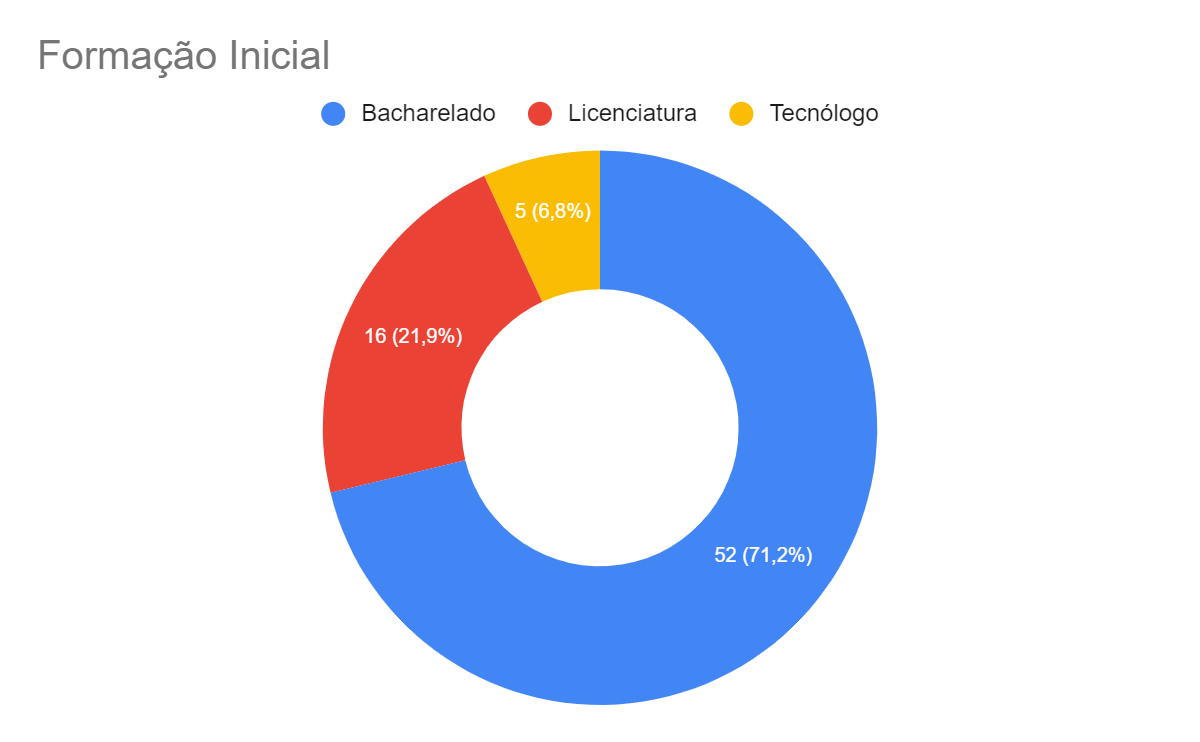 Formação Inicial
Bacharelado Licenciatura Tecnólogo
5 (6,8%)
16 (21,9%)
52 (71,2%)